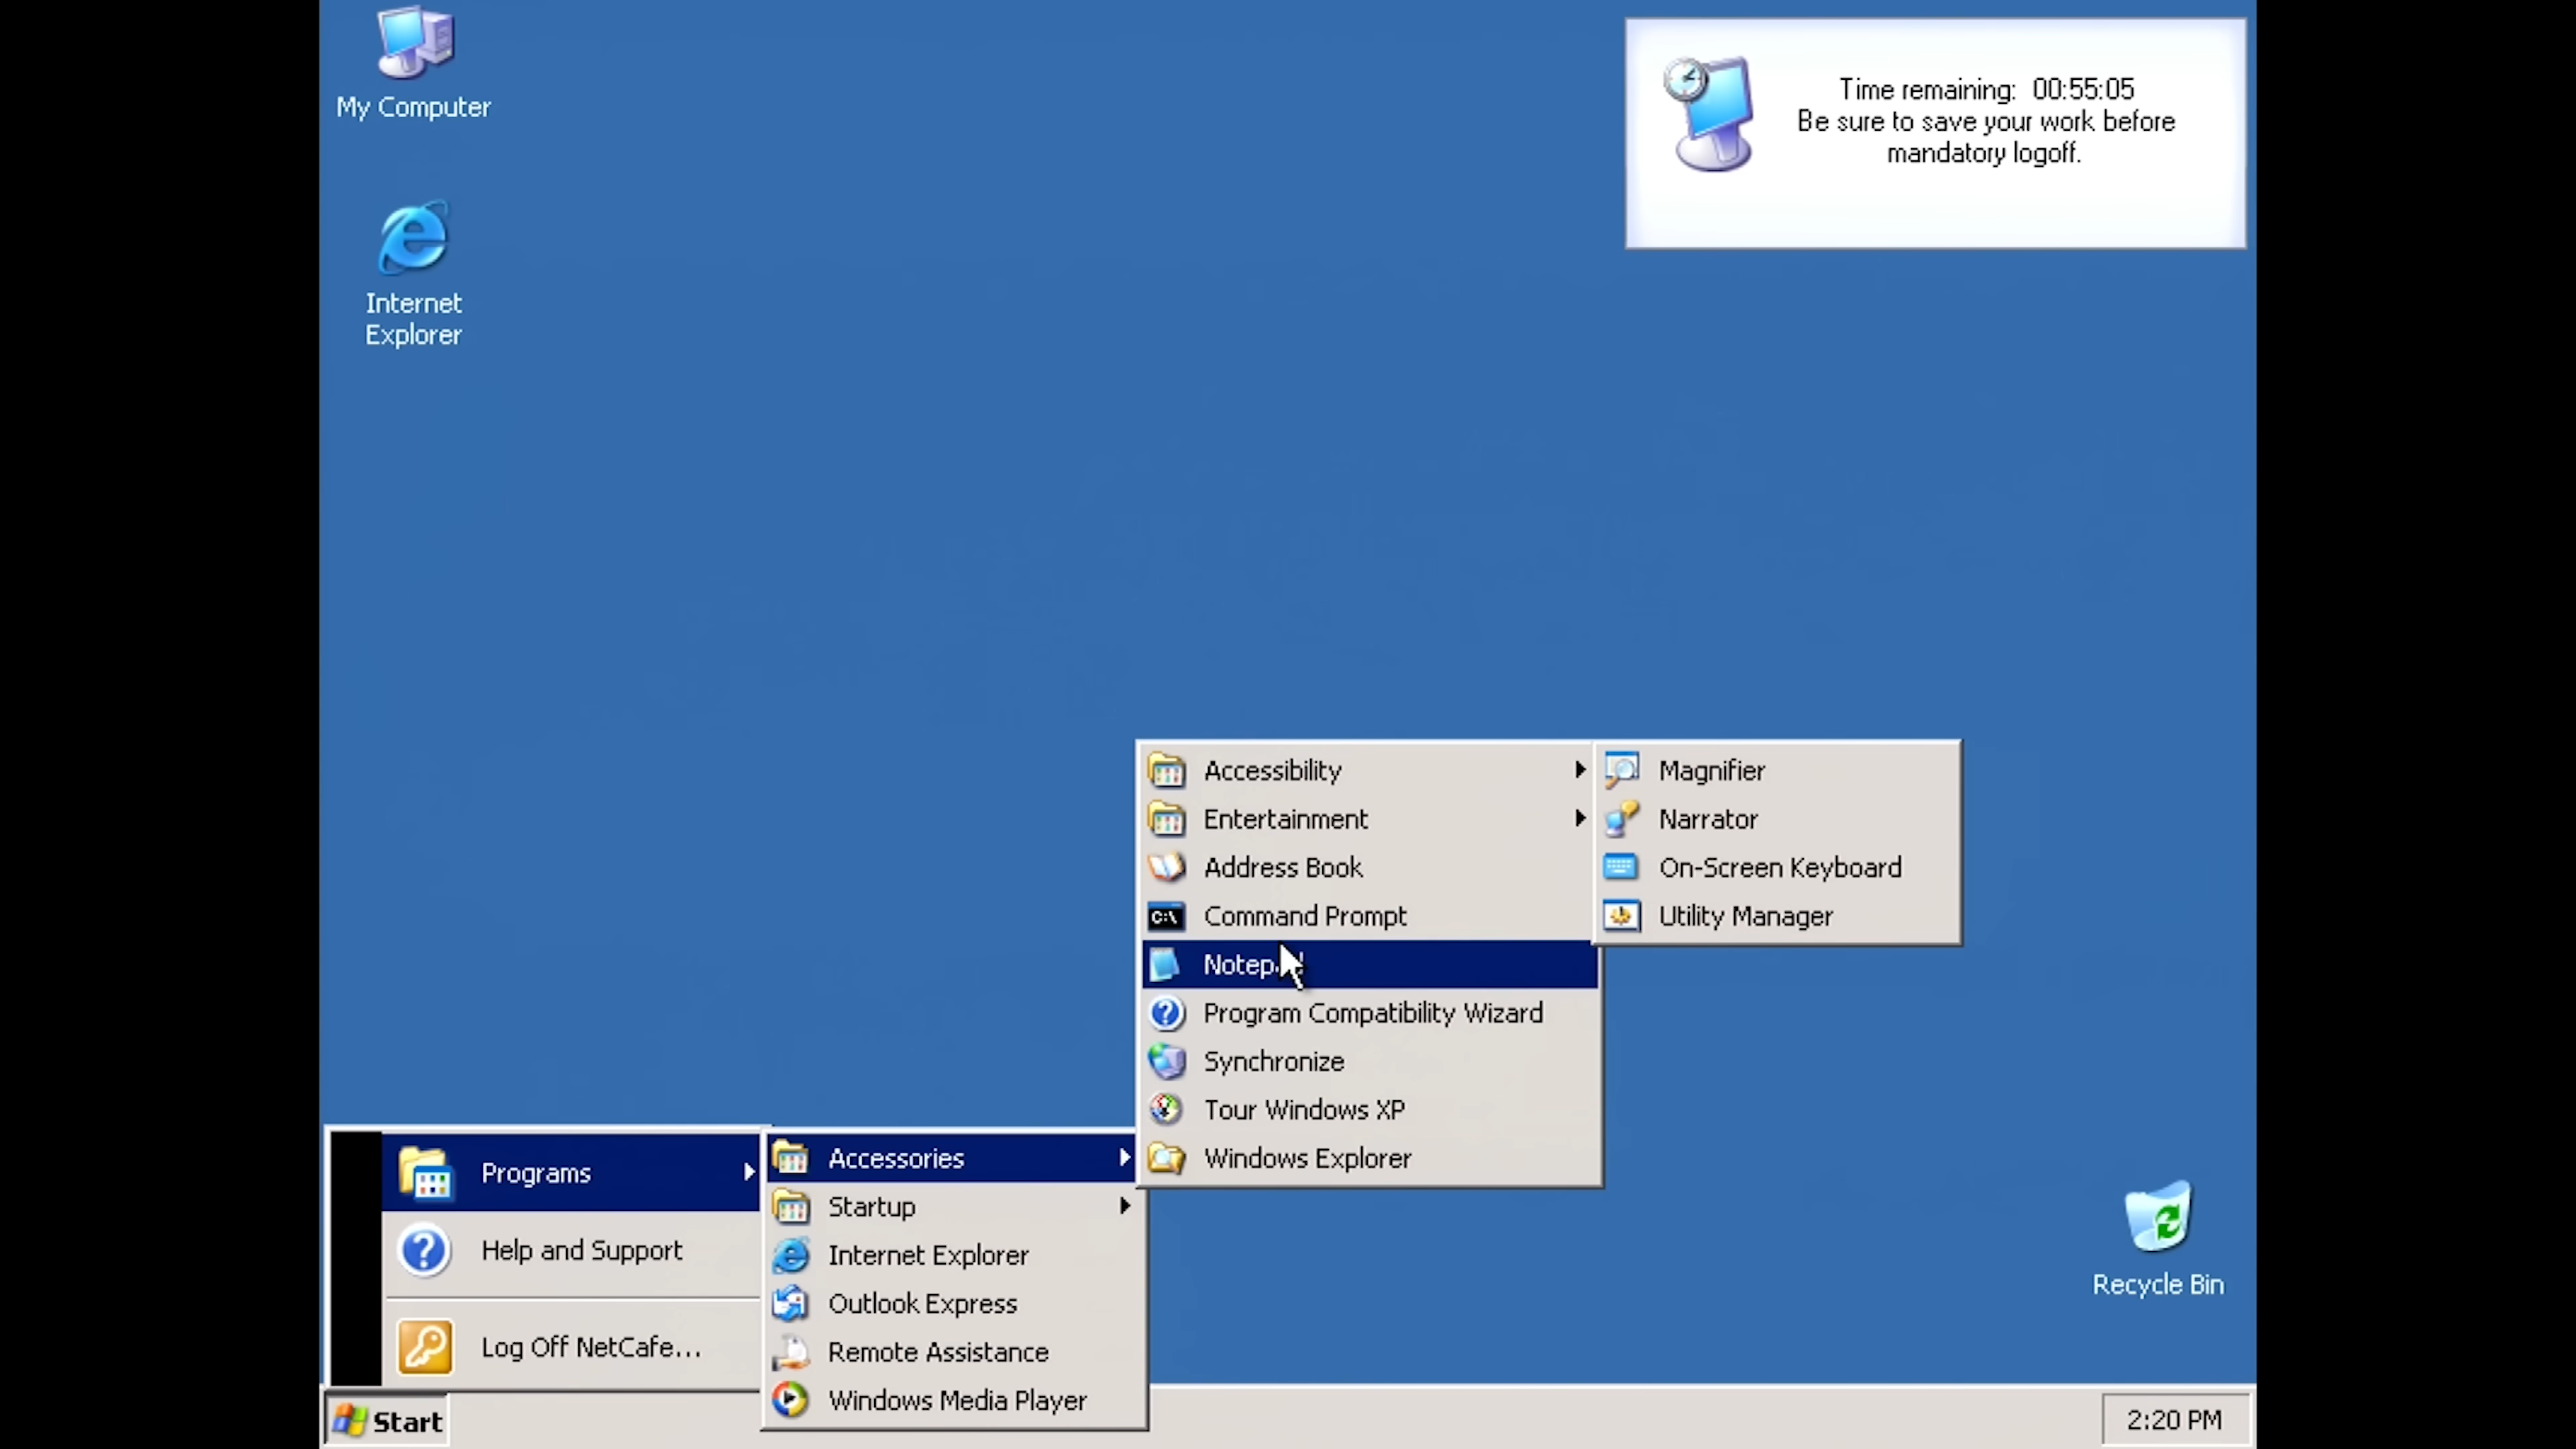 My Computer
Internet
Explorer
Time remaining: 00:55:05
Be sure to save your work before
mandatory logoff.
Accessibility
Entertainment
Address Book
C:\
Command Prompt
Program Compatibility Wizard
Synchronize
Tour Windows XP
Windows Explorer
Magnifier
Narrator
On-Screen Keyboard
Utility Manager
Accessories
Startup
Internet Explorer
Outlook Express
Remote Assistance
Windows Media Player
Programs
Help and Support
Log Off NetCafe...
Recycle Bin
Start
2:20 PM